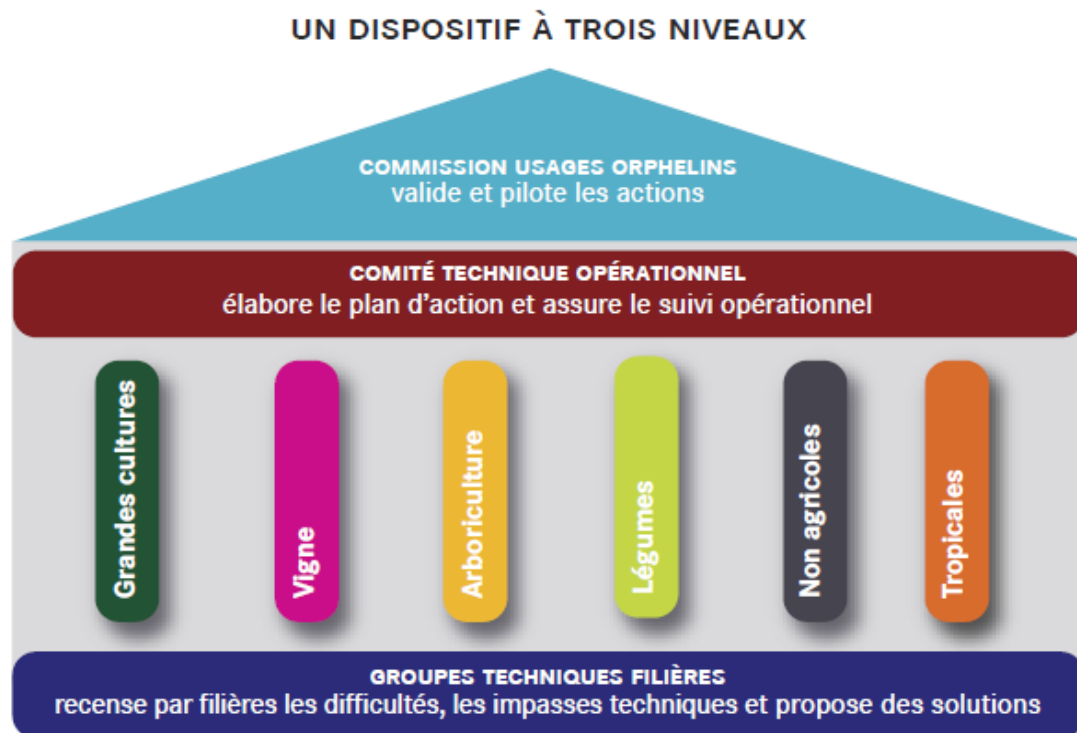 UN DISPOSITIF À TROIS NIVEAUX
COMMISSION USAGES ORPHELINS
valide et pilote les actions
COMITÉ TECHNIQUE OPÉRATIONNEL
élabore le plan d'action et assure le suivi opérationnel
Grandes cultures
Vigne
Arboriculture
Légumes
Non agricoles
Tropicales
GROUPES TECHNIQUES FILIÈRES
recense par filières les difficultés, les impasses techniques et propose des solutions